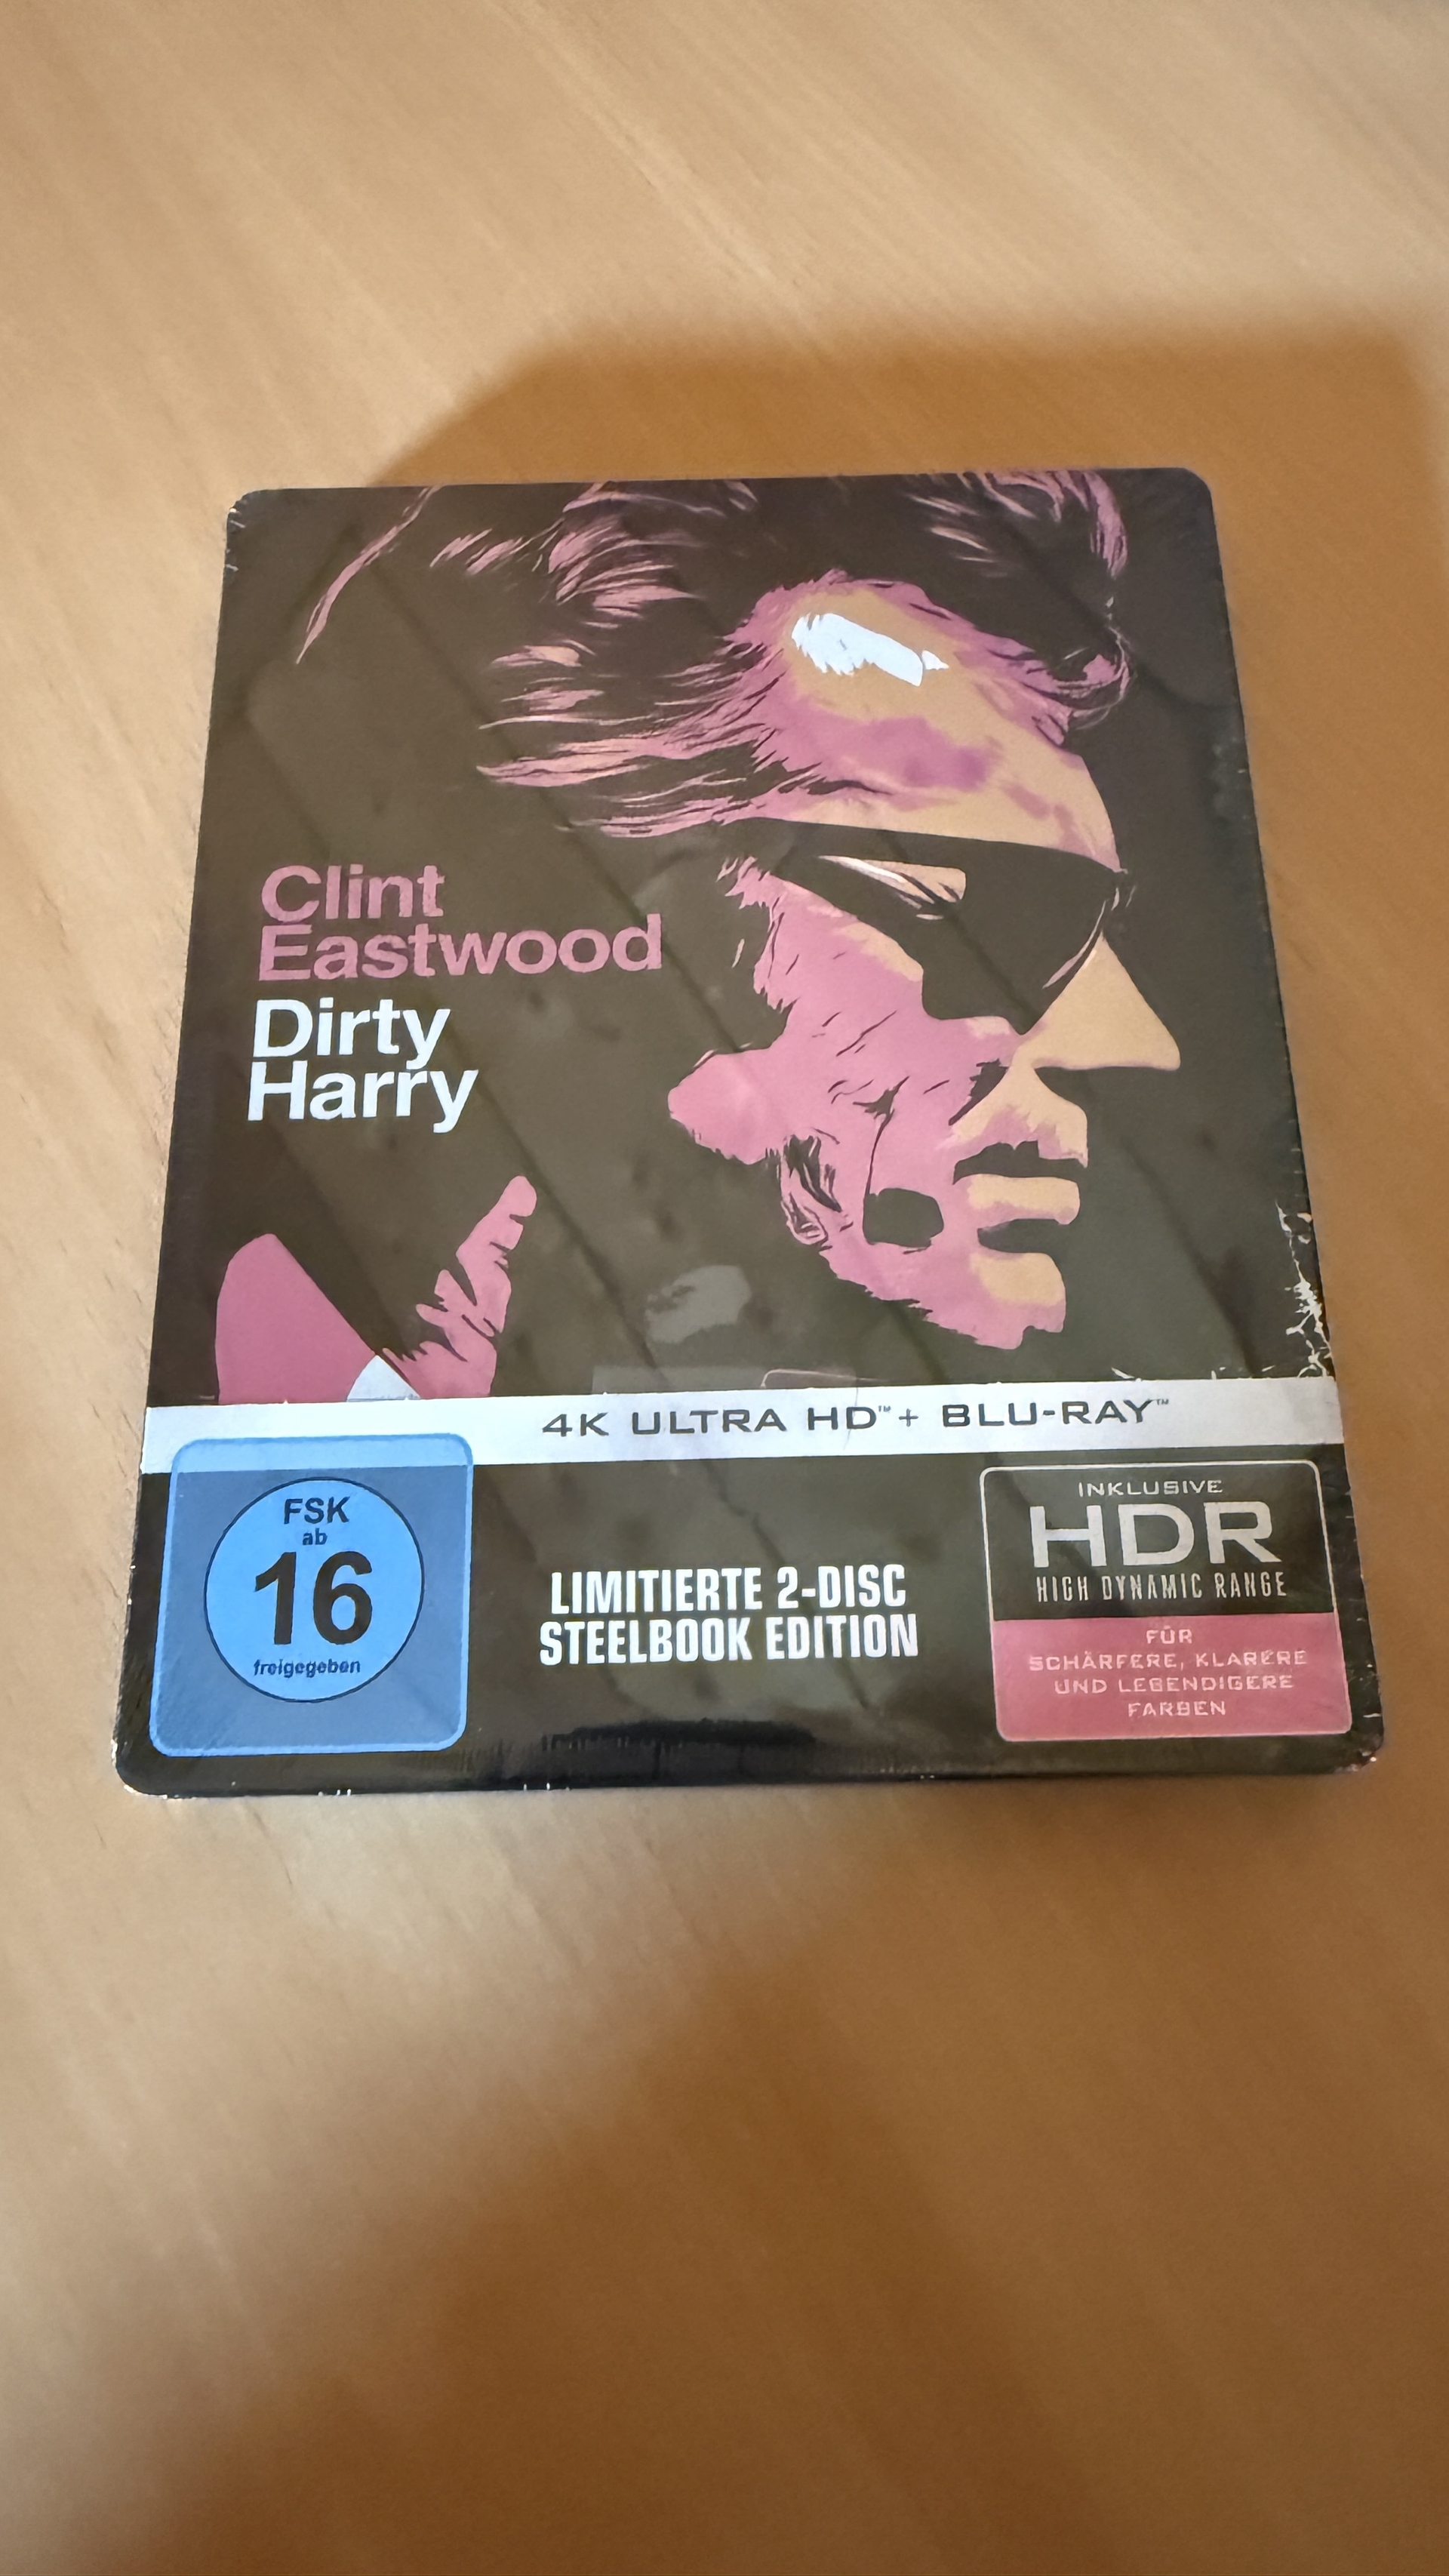 Clint
Eastwood
Dirty
Harry
4K ULTRA HD™ + BLU-RAY™
FSK
ab
16
freigegeben
LIMITIERTE 2-DISC
STEELBOOK EDITION
INKLUSIVE
HDR
HIGH DYNAMIC RANGE
FÜR
SCHÄRFERE, KLARERE
UND LEBENDIGERE
FARBEN